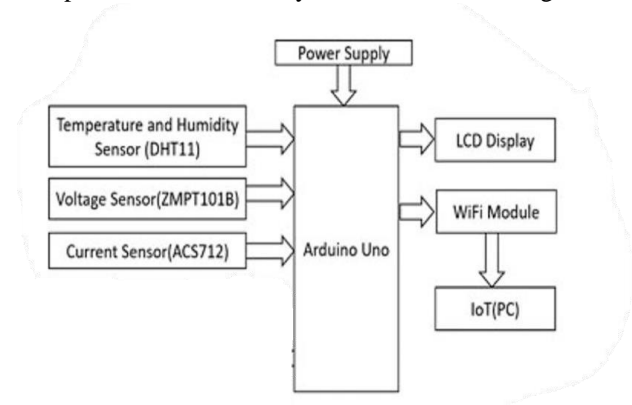 Power Supply
Temperature and Humidity
Sensor (DHT11)
LCD Display
Voltage Sensor(ZMPT101B)
WiFi Module
Current Sensor(ACS712)
Arduino Uno
IoT(PC)